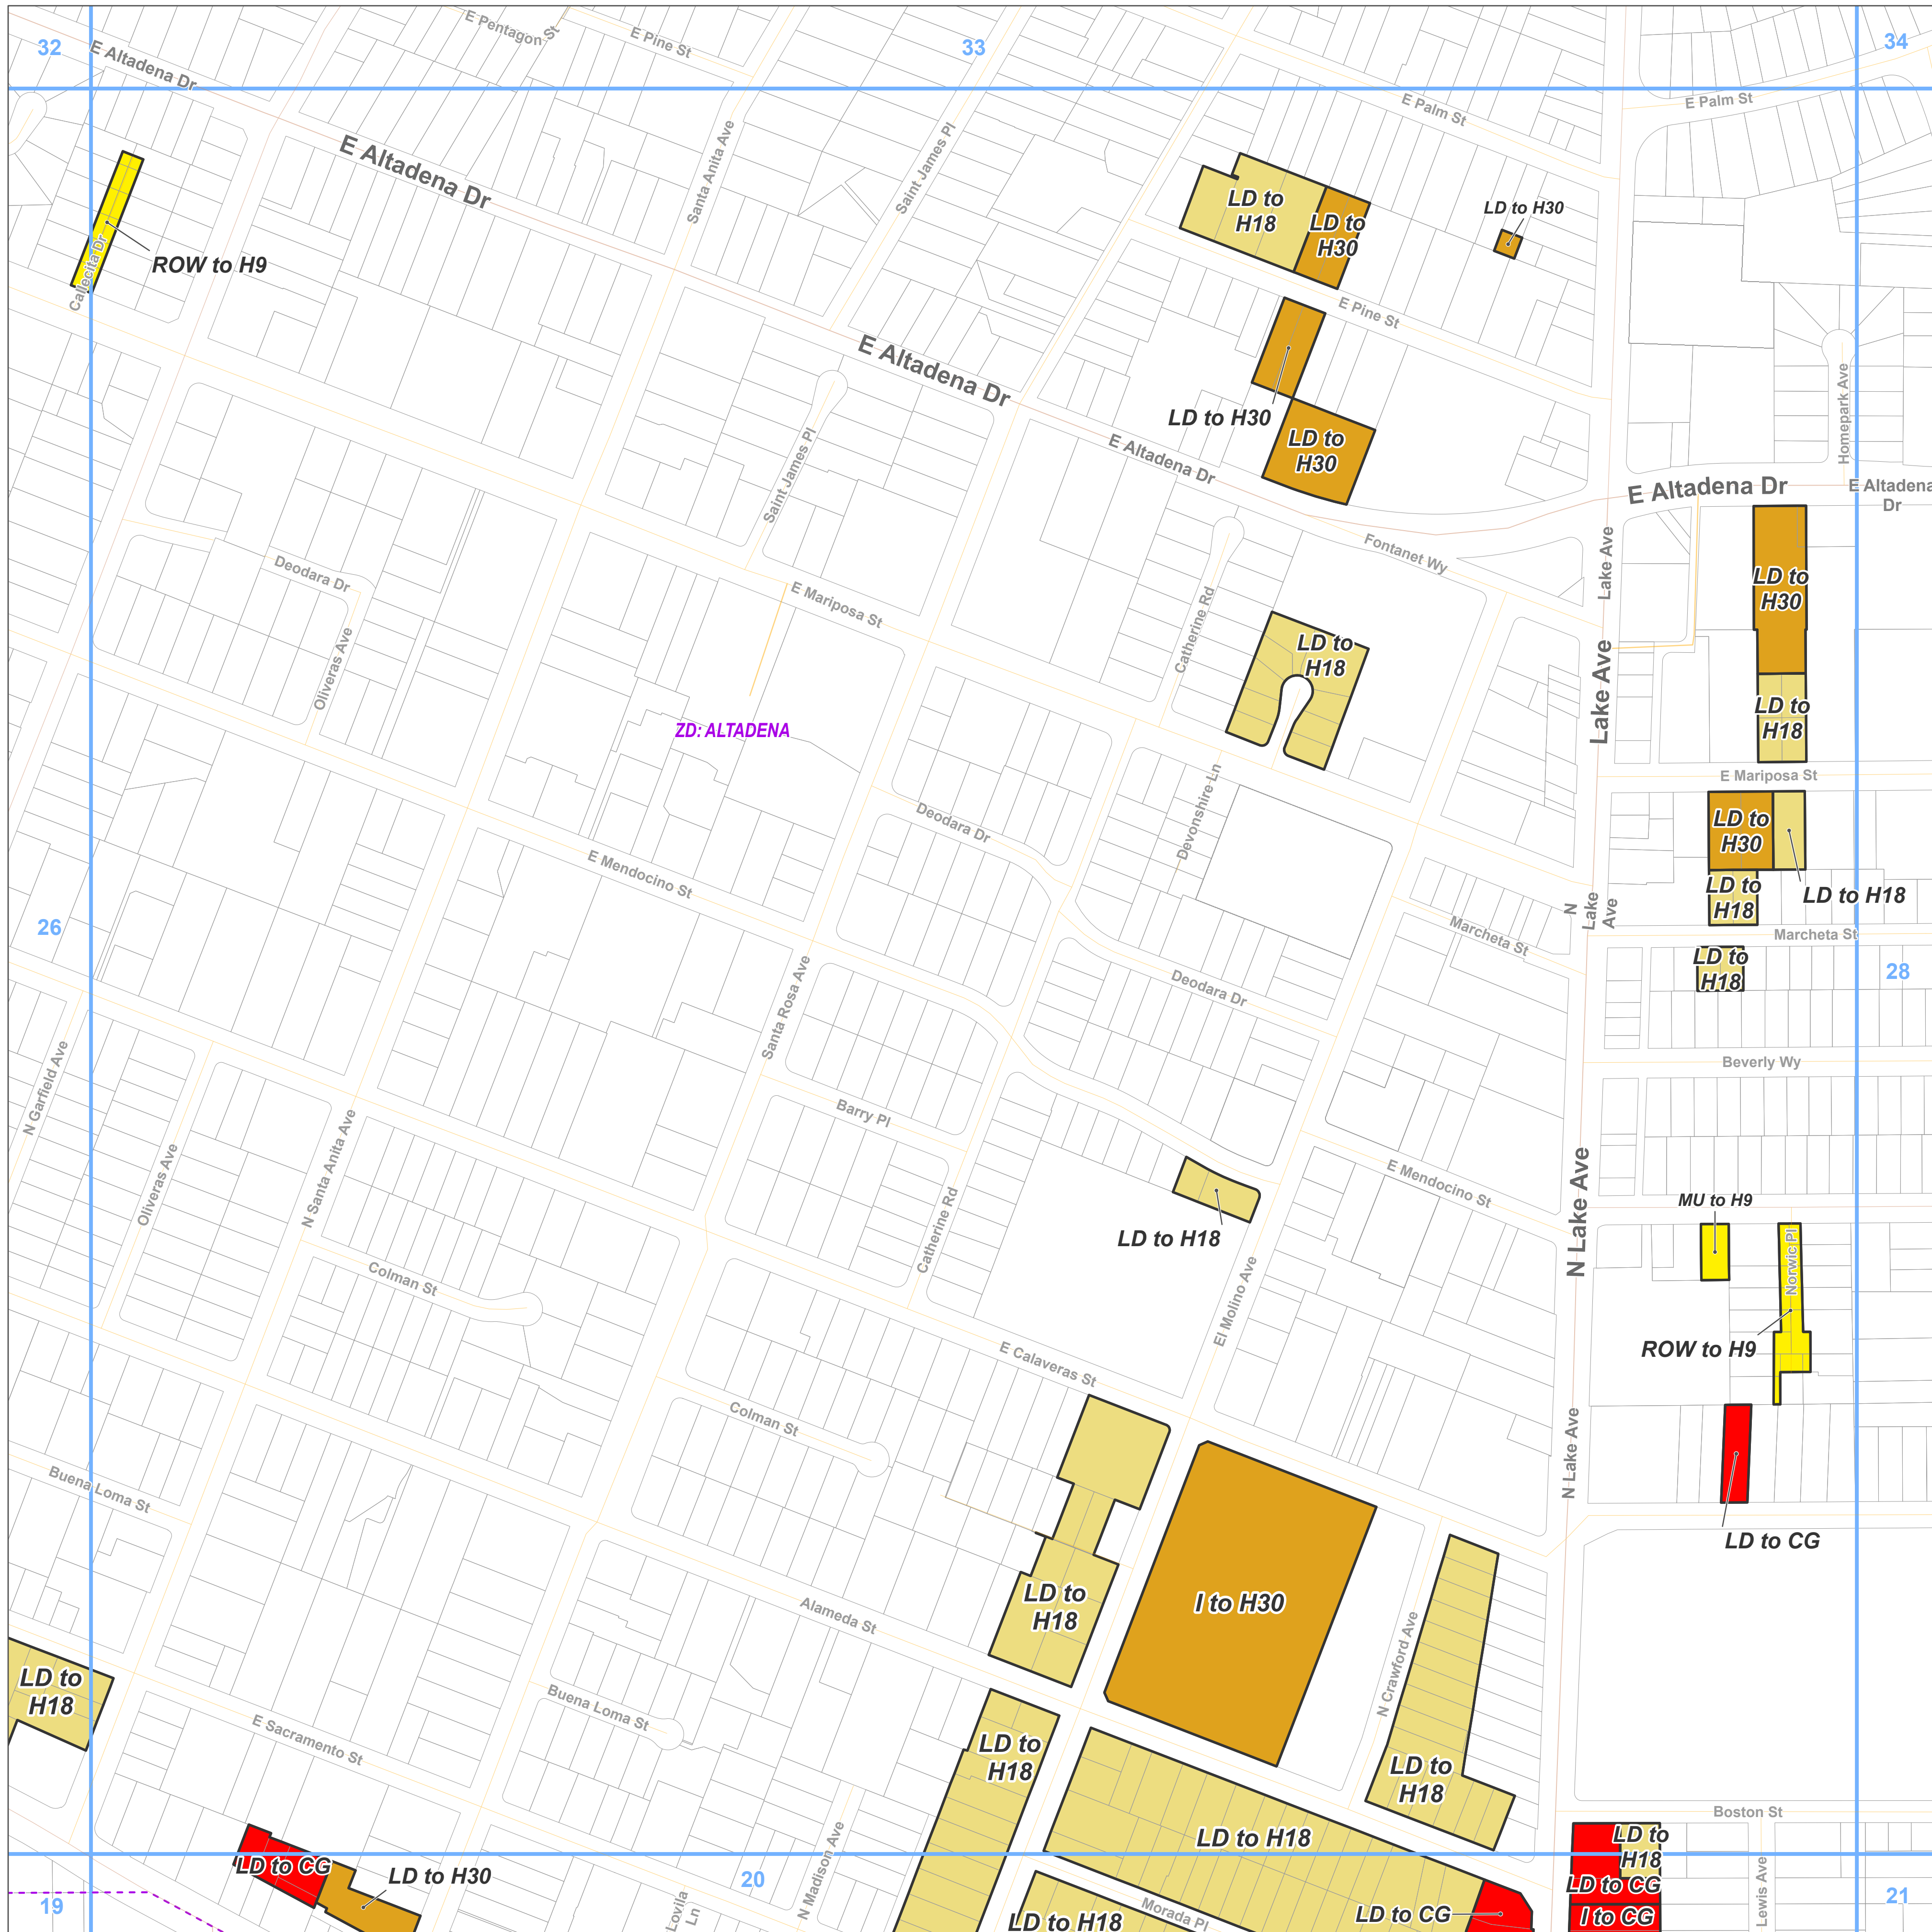 32
E Altadena Dr
E Pentagon St
E Pine St
33
34
E Palm St
E Palm St
E Altadena Dr
Santa Anita Ave
Saint James Pl
LD to
H18
LD to
H30
LD to H30
ROW to H9
Callecita Dr
E Pine St
E Altadena Dr
LD to H30
LD to
H30
Homepark Ave
E Altadena Dr
Saint James Pl
E Altadena Dr
E Altadena
Dr
Fontanet Wy
Lake Ave
Deodara Dr
E Mariposa St
Catherine Rd
LD to
H30
Oliveras Ave
LD to
H18
Lake Ave
ZD: ALTADENA
LD to
H18
E Mariposa St
Devonshire Ln
Deodara Dr
LD to
H30
E Mendocino St
LD to
H18
LD to H18
N
Lake
Ave
26
Marcheta St
Marcheta St
LD to
H18
28
Deodara Dr
Santa Rosa Ave
N Garfield Ave
Beverly Wy
Barry Pl
N Santa Anita Ave
Oliveras Ave
E Mendocino St
N Lake Ave
MU to H9
Catherine Rd
LD to H18
Norwic Pl
Colman St
El Molino Ave
ROW to H9
E Calaveras St
Colman St
N Lake Ave
Buena Loma St
LD to CG
LD to
H18
I to H30
Alameda St
N Crawford Ave
LD to
H18
Buena Loma St
E Sacramento St
LD to
H18
LD to
H18
Boston St
LD to H18
LD to
H18
N Madison Ave
LD to CG
LD to H30
20
LD to CG
19
21
Lovila
Ln
Morada Pl
LD to H18
LD to CG
I to CG
Lewis Ave